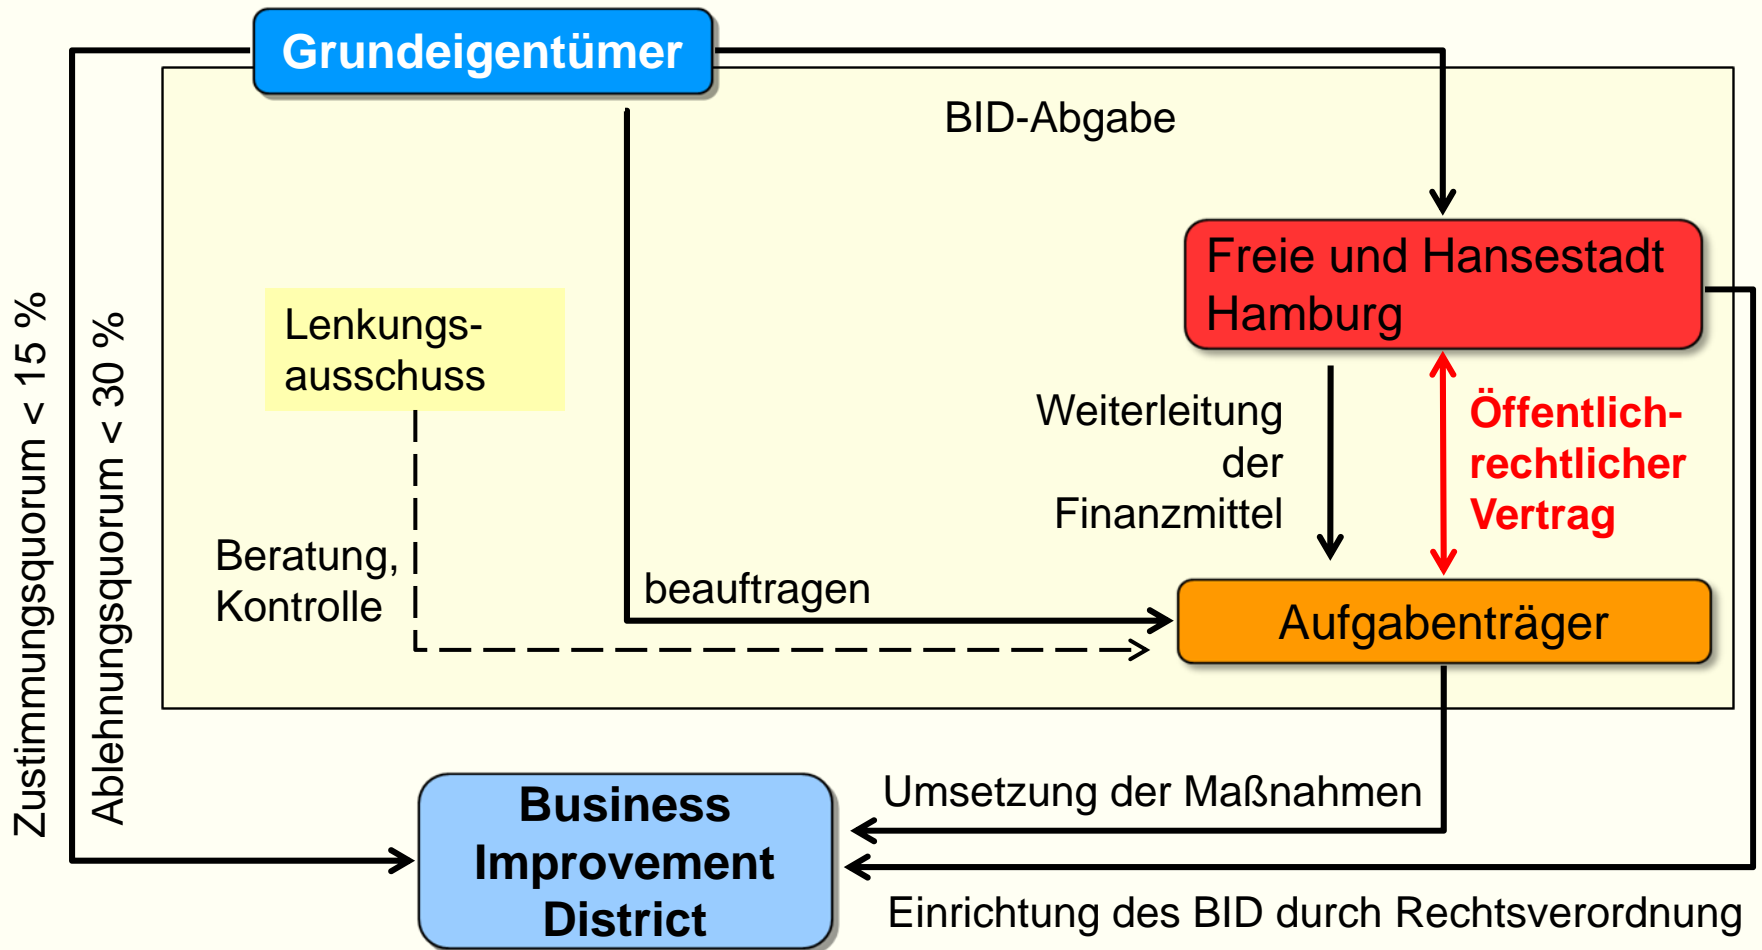 Grundeigentümer
BID-Abgabe
Freie und Hansestadt
Hamburg
Lenkungs-
ausschuss
Weiterleitung
der
Finanzmittel
Öffentlich-
rechtlicher
Vertrag
Beratung,
Kontrolle
beauftragen
Aufgabenträger
Zustimmungsquorum < 15 %
Ablehnungsquorum < 30 %
Umsetzung der Maßnahmen
Business
Improvement
District
Einrichtung des BID durch Rechtsverordnung